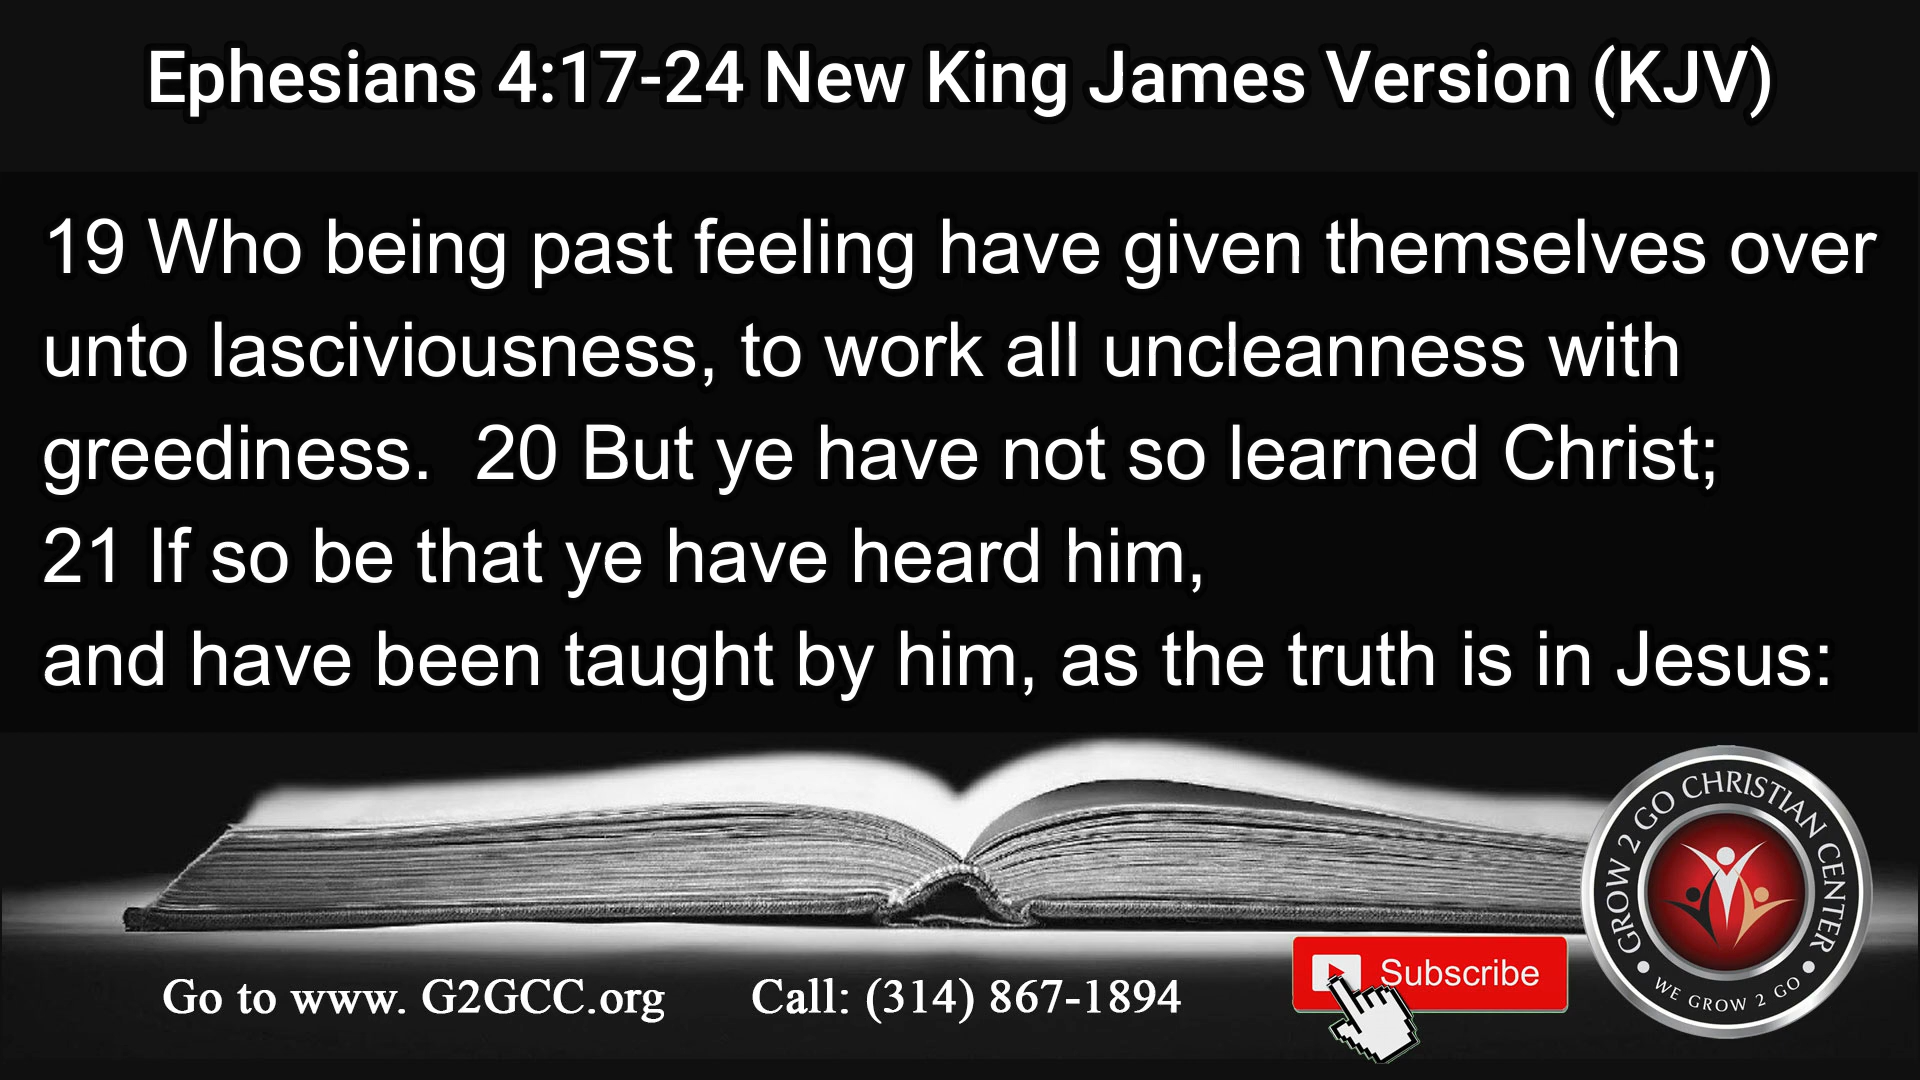 Ephesians 4:17-24 New King James Version (KJV)
19 Who being past feeling have given themselves over
unto lasciviousness, to work all uncleanness with
greediness.  20 But ye have not so learned Christ;
21 If so be that ye have heard him,
and have been taught by him, as the truth is in Jesus:
GROW 2 GO CHRISTIAN CENTER
WE GROW 2 GO
Subscribe
Go to www. G2GCC.org
Call: (314) 867-1894